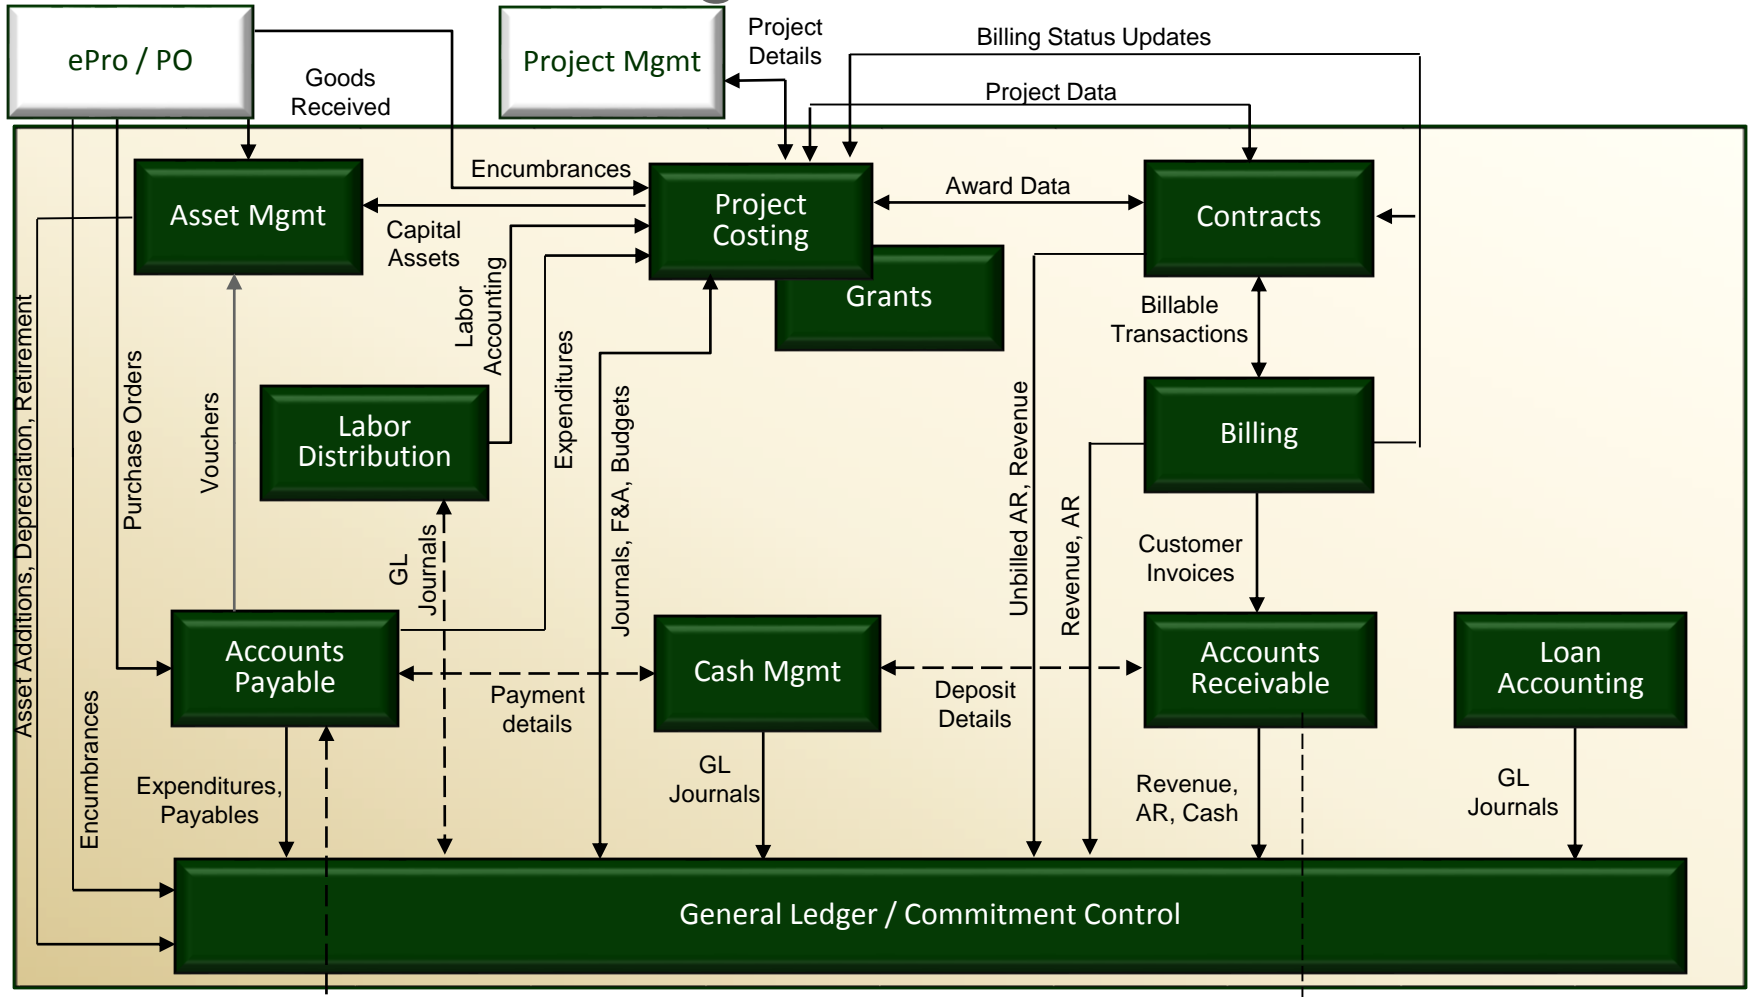 ePro / PO
Project Mgmt
Project
Details
Billing Status Updates
Goods
Received
Project Data
Encumbrances
Asset Mgmt
Project
Costing
Award Data
Contracts
Capital
Assets
Grants
Labor
Accounting
Billable
Transactions
Asset Additions, Depreciation, Retirement
Purchase Orders
Vouchers
Expenditures
Labor
Distribution
Journals, F&A, Budgets
Unbilled AR, Revenue
Revenue, AR
Billing
GL
Journals
Customer
Invoices
Accounts
Payable
Cash Mgmt
Accounts
Receivable
Loan
Accounting
Payment
details
Deposit
Details
Encumbrances
Expenditures,
Payables
GL
Journals
Revenue,
AR, Cash
GL
Journals
General Ledger / Commitment Control